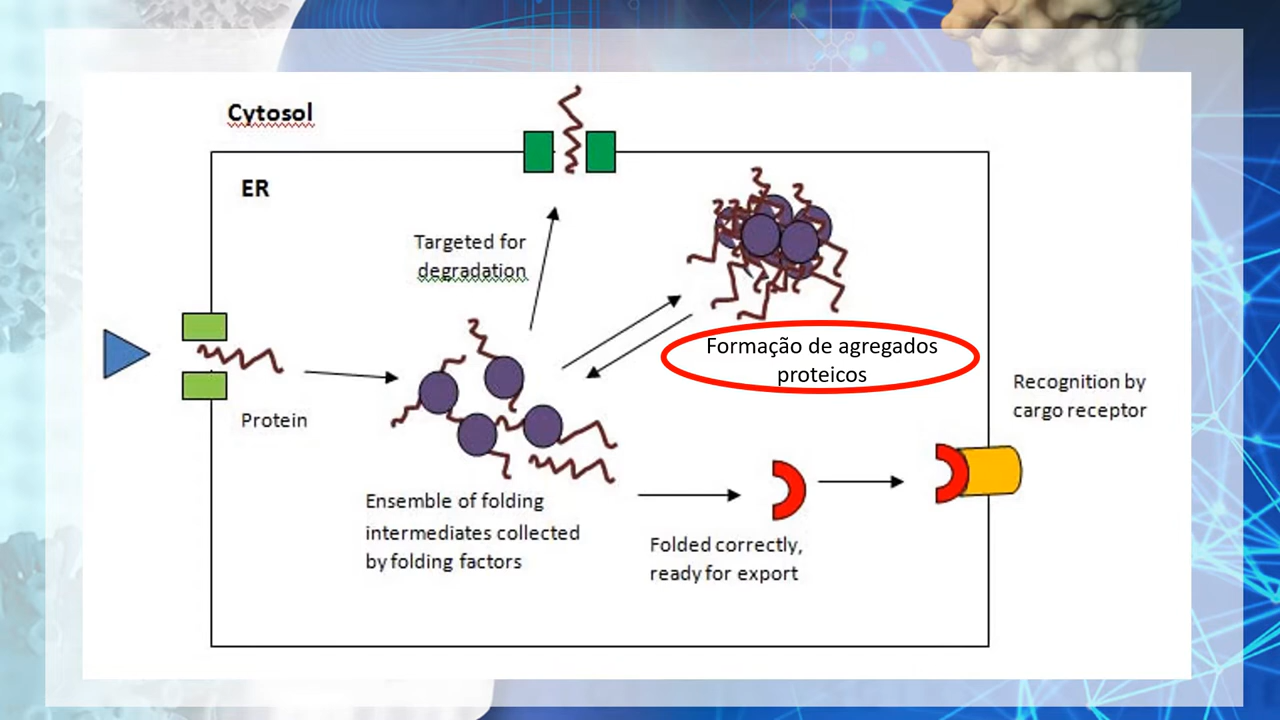 Cytosol
ER
Targeted for
degradation
Formação de agregados
proteicos
Recognition by
cargo receptor
Protein
Ensemble of folding
intermediates collected
by folding factors
Folded correctly,
ready for export